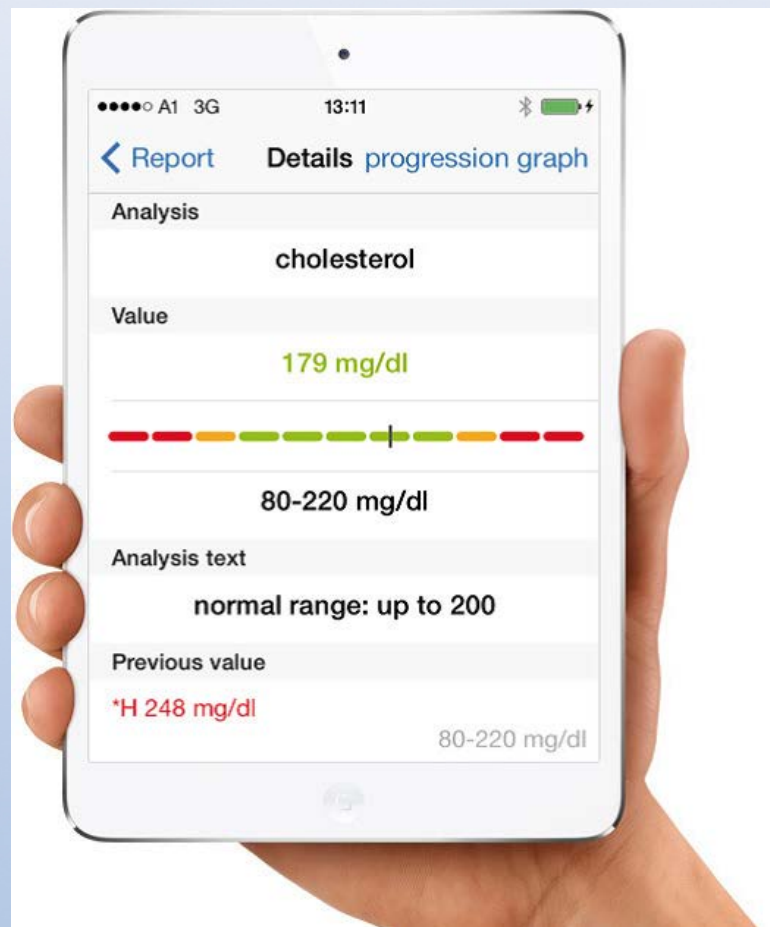 A1 3G 13:11
Report Details progression graph
Analysis
cholesterol
Value
179 mg/dl
80-220 mg/dl
Analysis text
normal range: up to 200
Previous value
*H 248 mg/dl
80-220 mg/dl